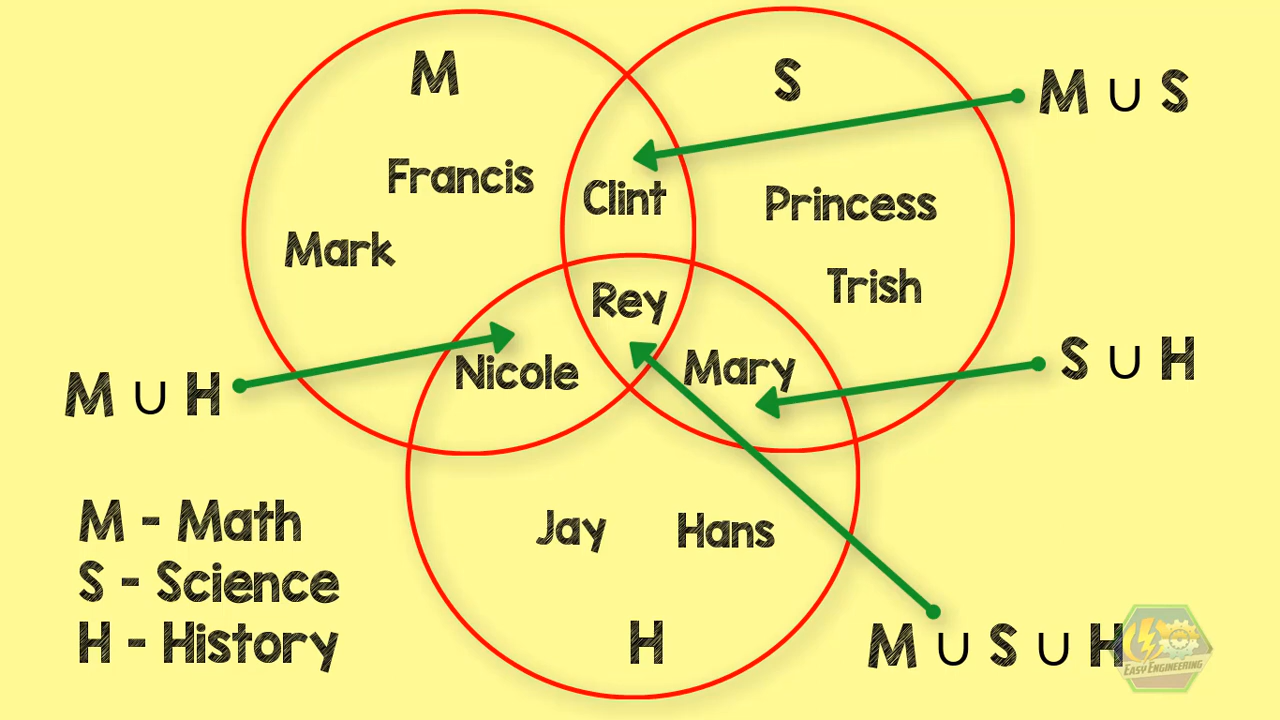 M
S
M ∪ S
Francis
Clint
Princess
Mark
Trish
Rey
Nicole
Mary
S ∪ H
M ∪ H
M - Math
S - Science
H - History
Jay
Hans
H
M ∪ S ∪ H
EASY ENGINEERING